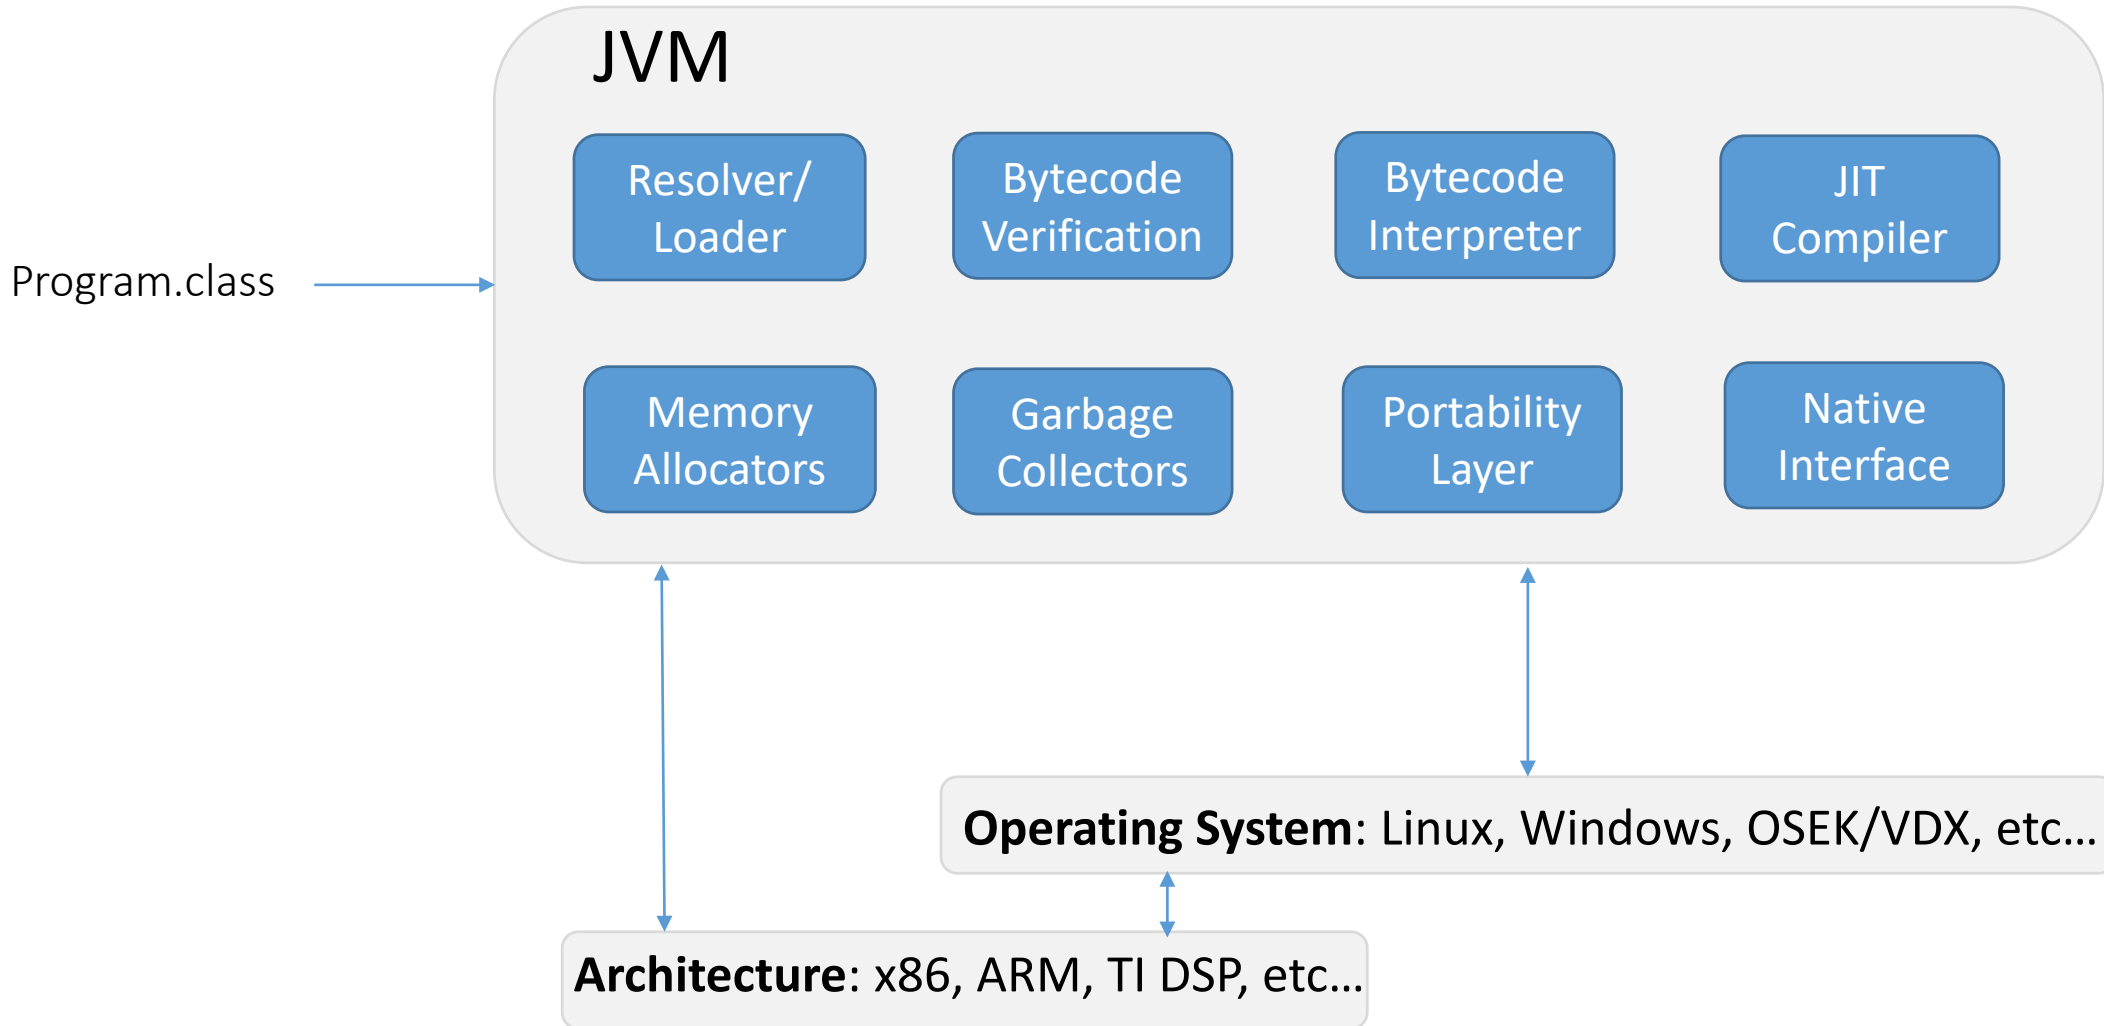 JVM
Resolver/
Loader
Bytecode
Verification
Bytecode
Interpreter
JIT
Compiler
Program.class
Memory
Allocators
Garbage
Collectors
Portability
Layer
Native
Interface
Operating System: Linux, Windows, OSEK/VDX, etc...
Architecture: x86, ARM, TI DSP, etc...